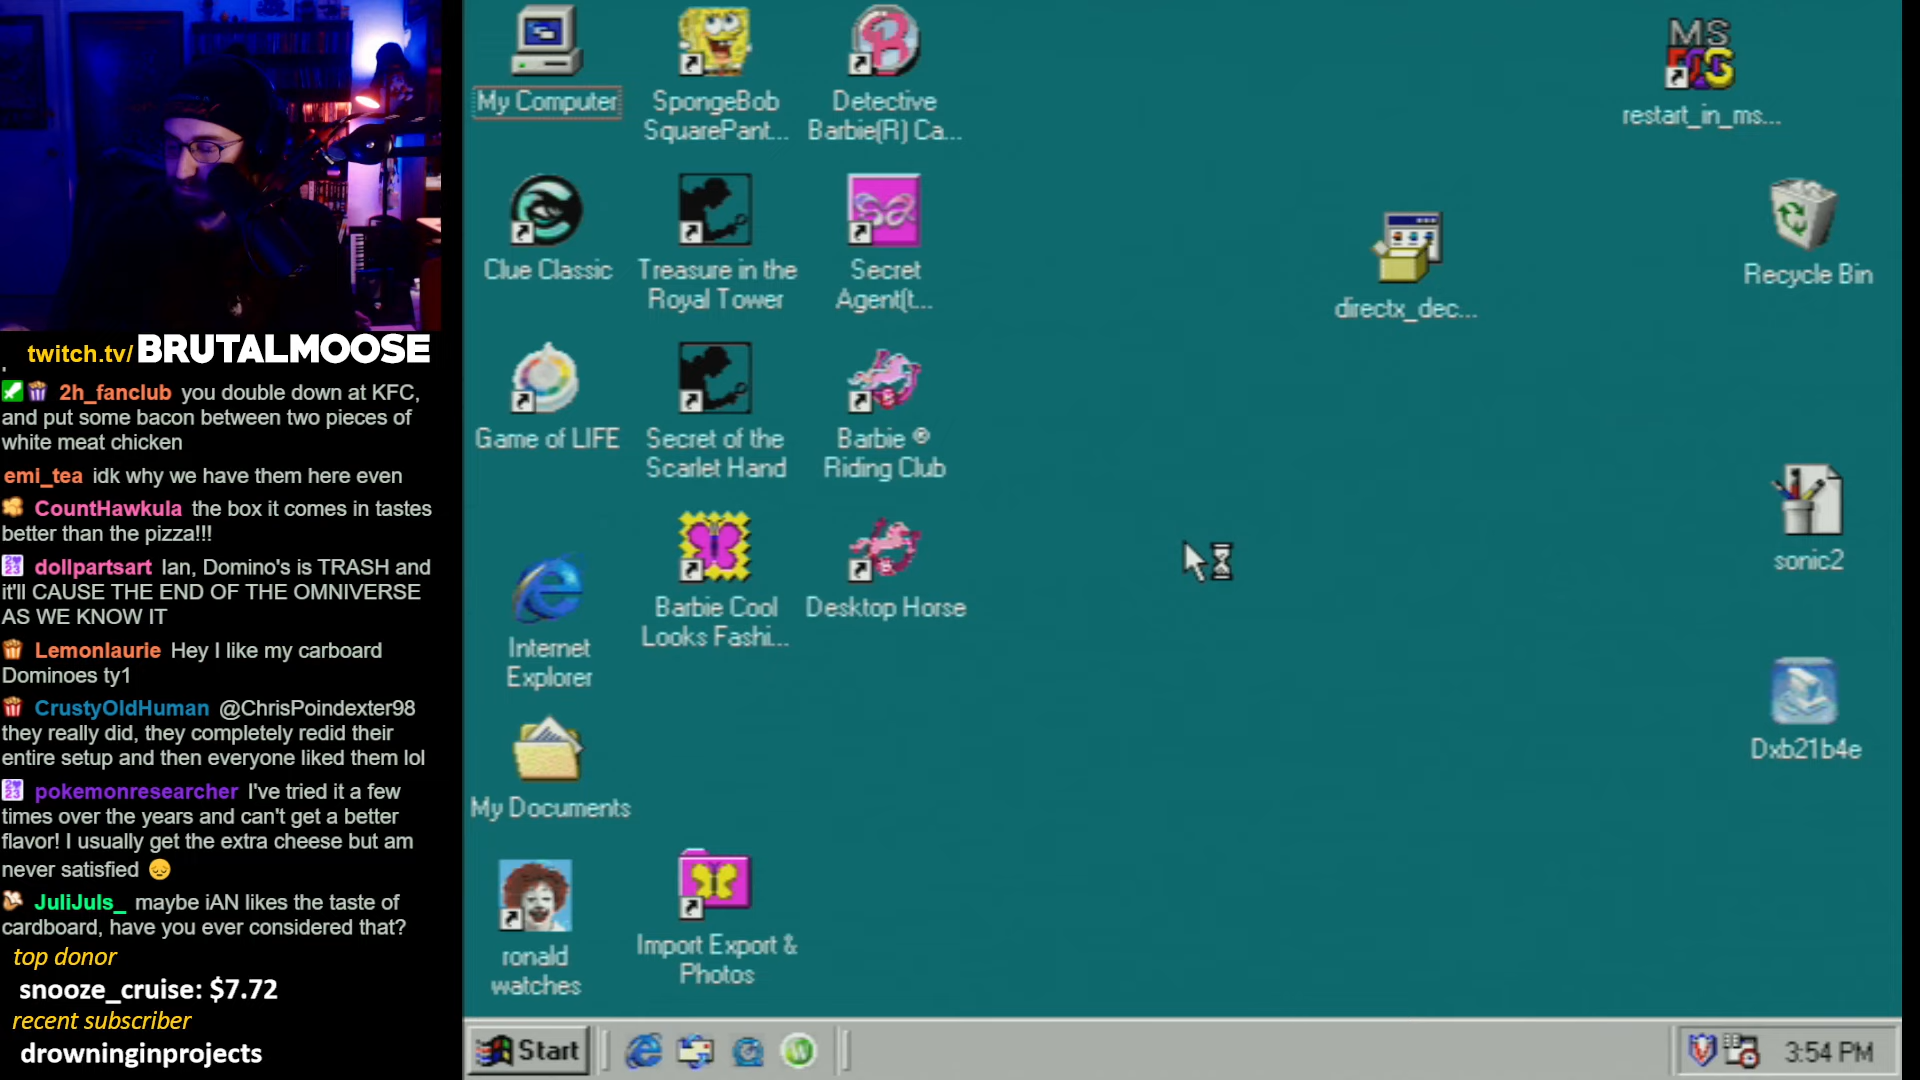 twitch.tv/BRUTALMOOSE
2h_fanclub you double down at KFC,
and put some bacon between two pieces of
white meat chicken
emi_tea idk why we have them here even
CountHawkula the box it comes in tastes
better than the pizza!!!
dollpartsart Ian, Domino's is TRASH and
it'll CAUSE THE END OF THE OMNIVERSE
AS WE KNOW IT
Lemonlaurie Hey I like my carboard
Dominoes ty1
CrustyOldHuman @ChrisPoindexter98
they really did, they completely redid their
entire setup and then everyone liked them lol
pokemonresearcher I've tried it a few
times over the years and can't get a better
flavor! I usually get the extra cheese but am
never satisfied 😔
JuliJuls_ maybe iAN likes the taste of
cardboard, have you ever considered that?
top donor
snooze_cruise: $7.72
recent subscriber
drowninginprojects
My Computer
SpongeBob
SquarePant...
Detective
Barbie(R) Ca...
MS
DOS
restart_in_ms...
Clue Classic
Treasure in the
Royal Tower
sa
Secret
Agent(t...
directx_dec...
Recycle Bin
Game of LIFE
Secret of the
Scarlet Hand
Barbie ®
Riding Club
Internet
Explorer
Barbie Cool
Looks Fashi...
Desktop Horse
sonic2
My Documents
Dxb21b4e
ronald
watches
Import Export &
Photos
Start
3:54 PM